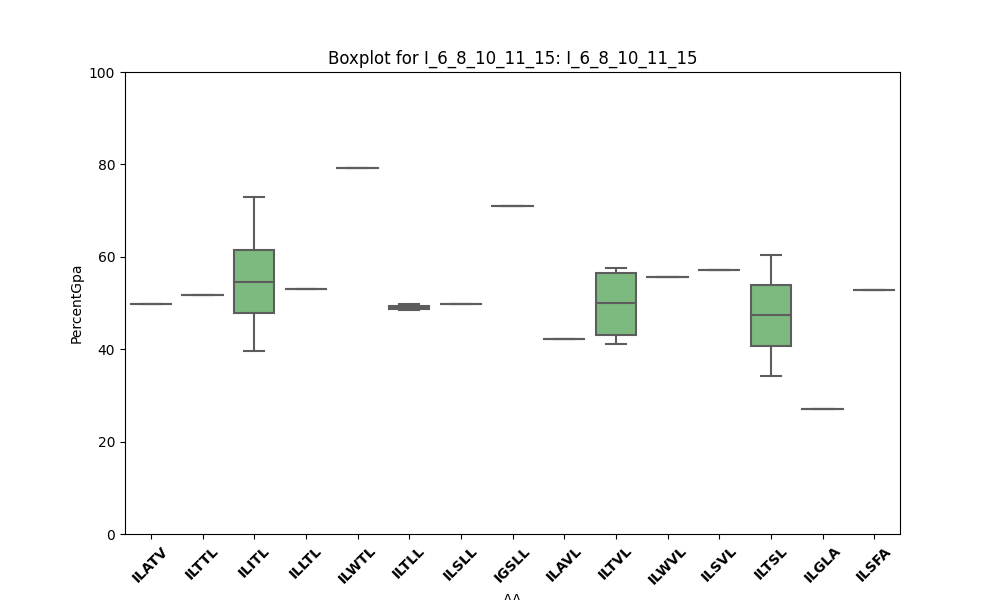 Boxplot for I_6_8_10_11_15: I_6_8_10_11_15
100
80
60
40
20
0
PercentGpa
ILATV
ILTTL
ILITL
ILLTL
ILWTL
ILTLL
ILSLL
IGSLL
ILAVL
ILTVL
ILWVL
ILSVL
ILTSL
ILGLA
ILSFA
AA